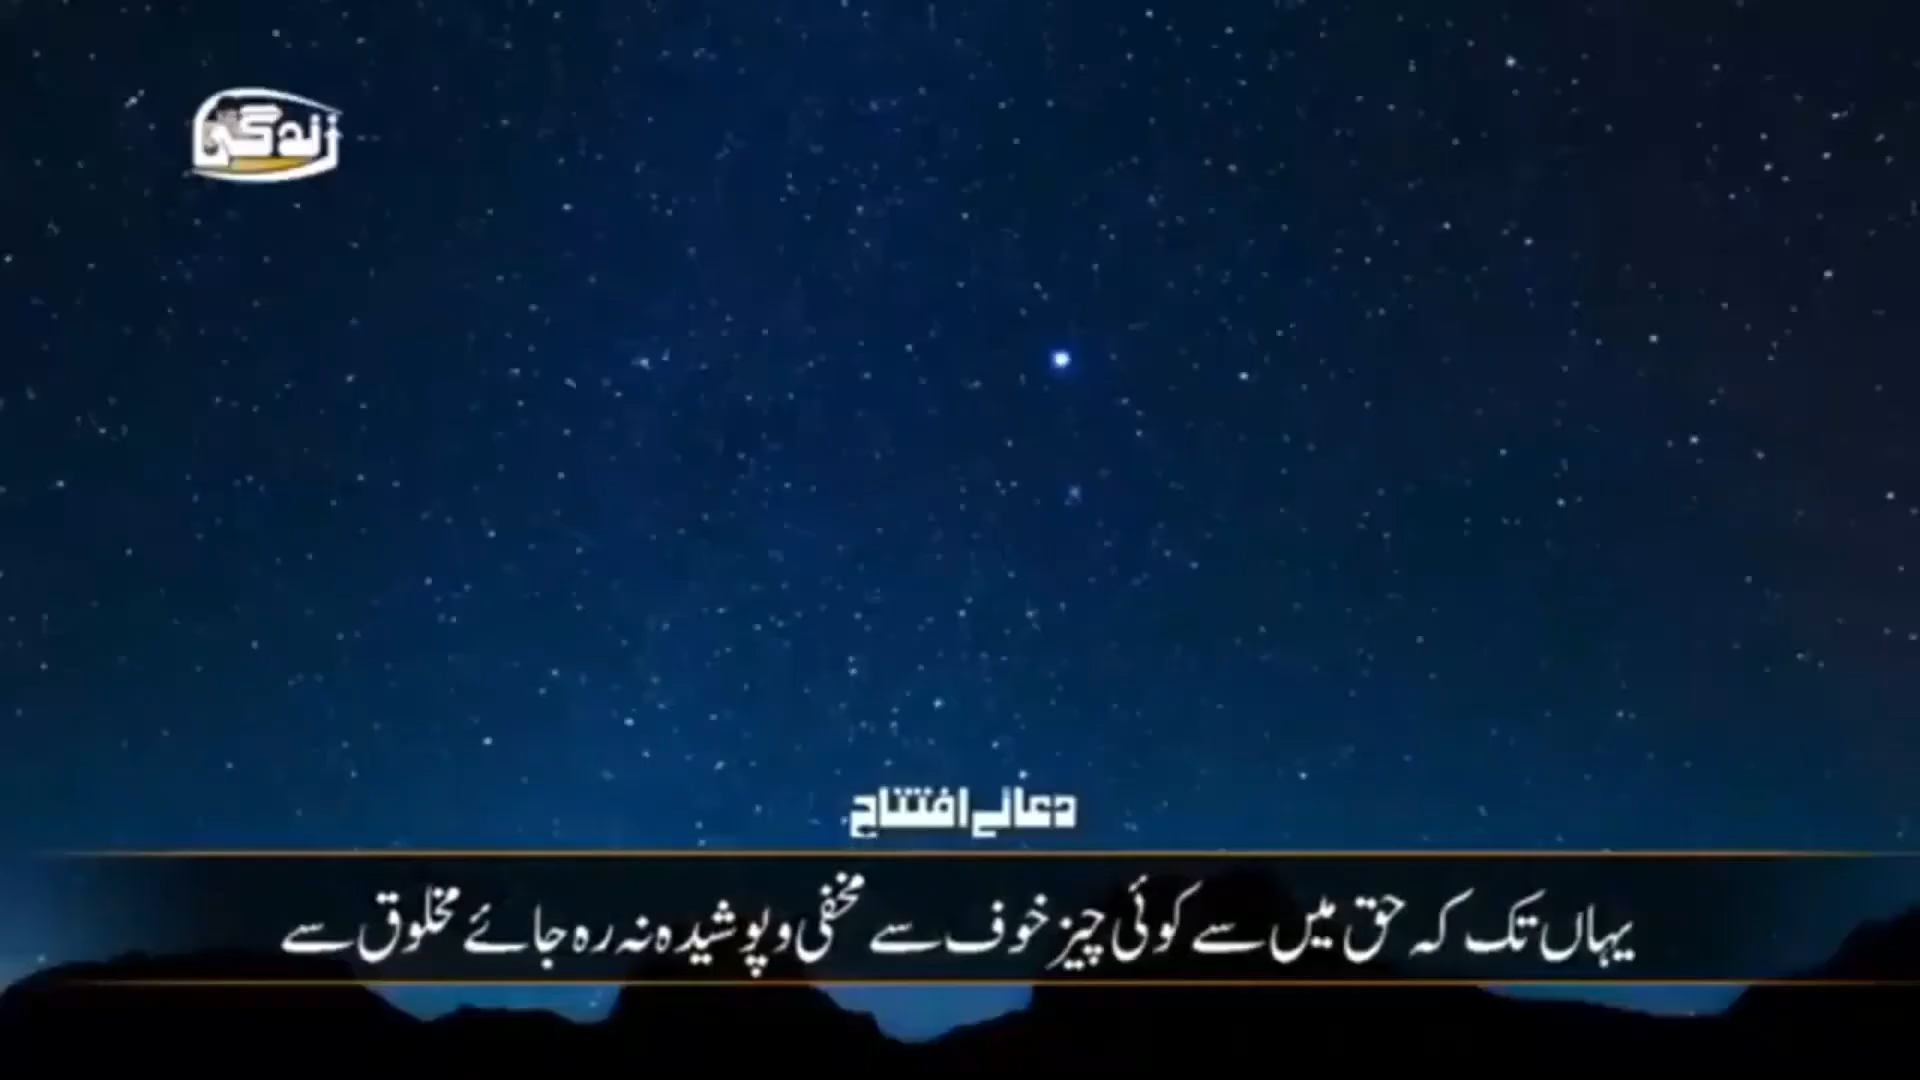 زندگی
دعائے افتتاح
یہاں تک کہ حق میں سے کوئی چیز خوف سے مخفی و پوشیدہ نہ رہ جائے مخلوق سے